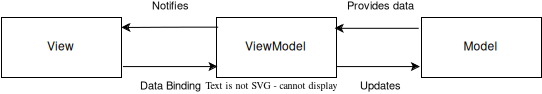 Notifies
Provides data
View
ViewModel
Model
Data Binding
Text is not SVG - cannot display
Updates